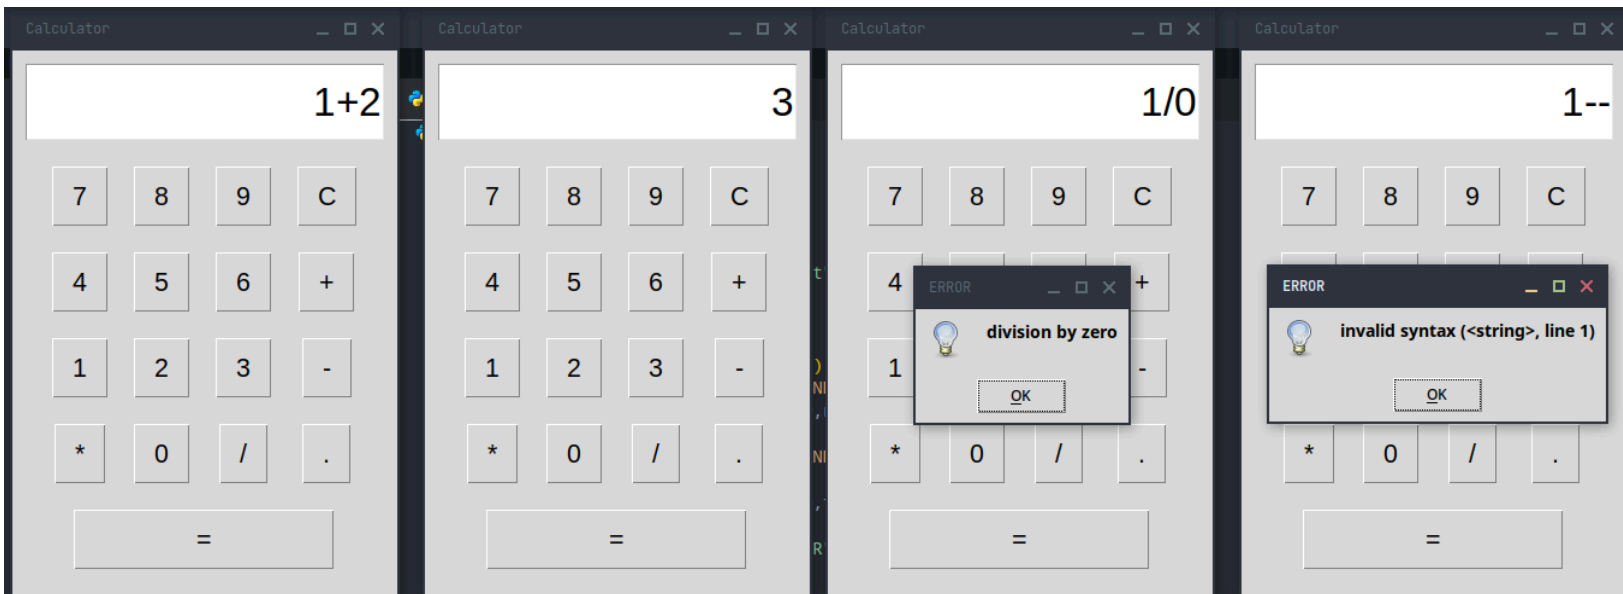 Calculator
1+2
7 8 9 C
4 5 6 +
1 2 3 -
* 0 / .
=
Calculator
3
7 8 9 C
4 5 6 +
1 2 3 -
* 0 / .
=
Calculator
1/0
7 8 9 C
4 +
1 -
* 0 / .
=
ERROR
division by zero
OK
Calculator
1--
7 8 9 C
* 0 / .
=
ERROR
invalid syntax (<string>, line 1)
OK